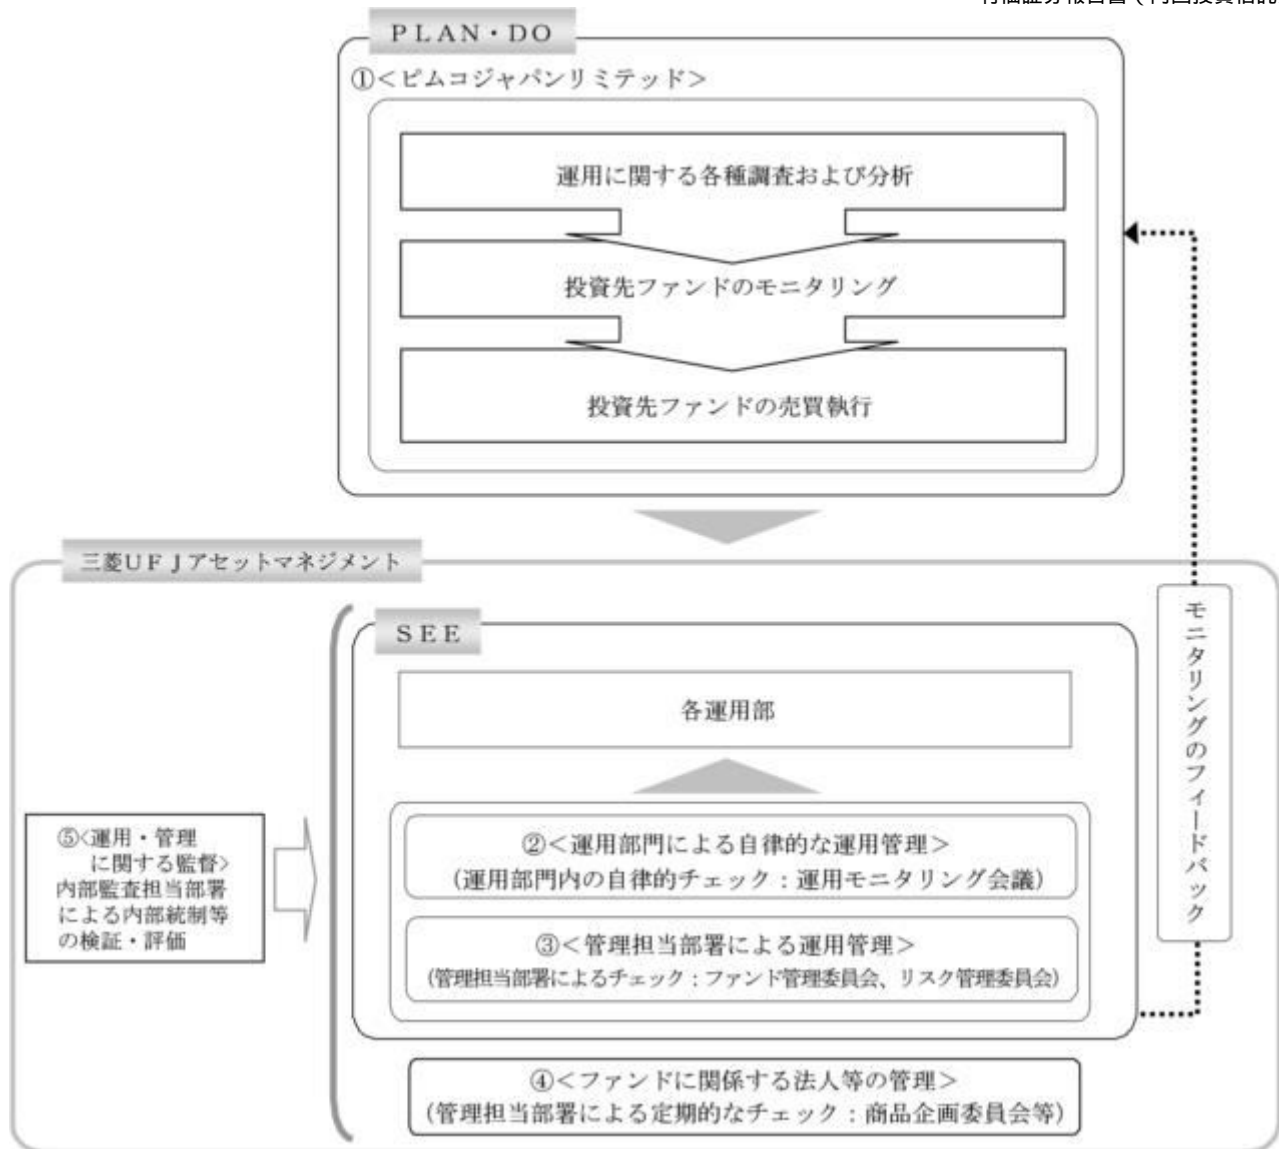 ＰＬＡＮ・ＤＯ
①＜ピムコジャパンリミテッド＞
運用に関する各種調査および分析
投資先ファンドのモニタリング
投資先ファンドの売買執行
三菱ＵＦＪアセットマネジメント
ＳＥＥ
各運用部
②＜運用部門による自律的な運用管理＞
(運用部門内の自律的チェック：運用モニタリング会議)
③＜管理担当部署による運用管理＞
(管理担当部署によるチェック：ファンド管理委員会、リスク管理委員会)
④＜ファンドに関係する法人等の管理＞
(管理担当部署による定期的なチェック：商品企画委員会等)
⑤<運用・管理
に関する監督>
内部監査担当部署
による内部統制等
の検証・評価
モニタリングのフィードバック